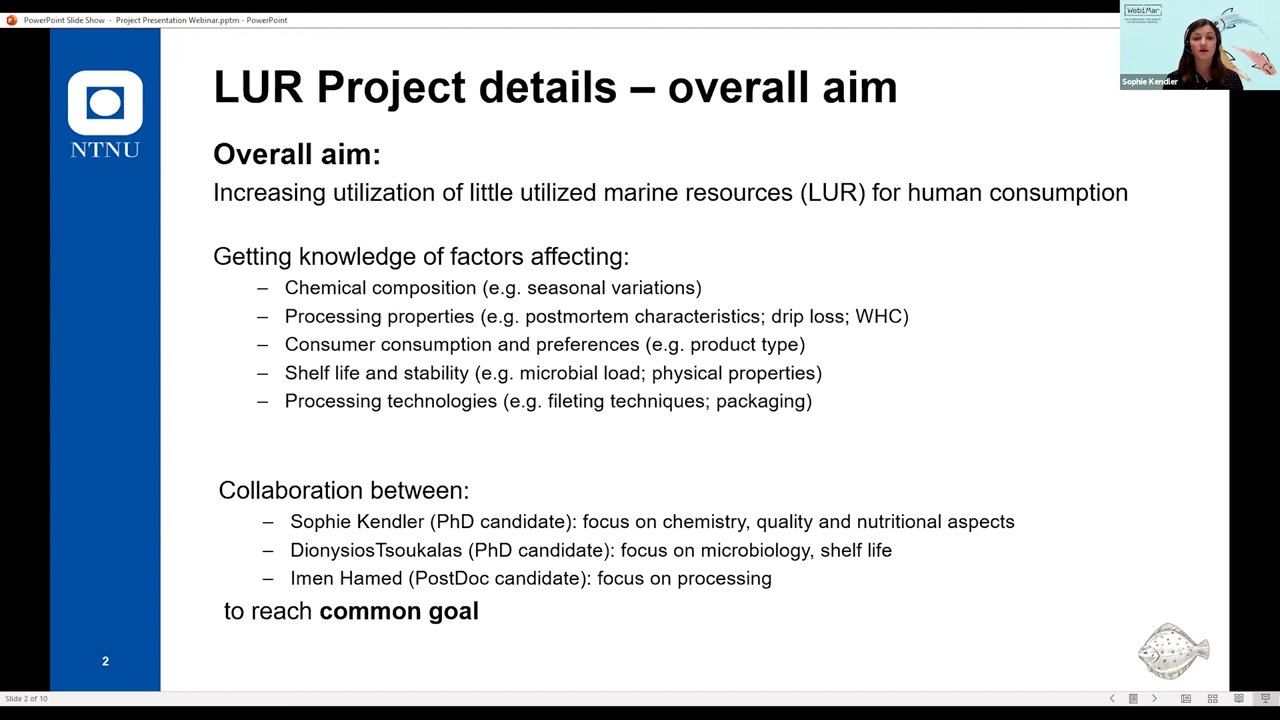 PowerPoint Slide Show - Project Presentation Webinar.pptm - PowerPoint
WebiMar
Sophie Kendler
NTNU
LUR Project details – overall aim
Overall aim:
Increasing utilization of little utilized marine resources (LUR) for human consumption
Getting knowledge of factors affecting:
– Chemical composition (e.g. seasonal variations)
– Processing properties (e.g. postmortem characteristics; drip loss; WHC)
– Consumer consumption and preferences (e.g. product type)
– Shelf life and stability (e.g. microbial load; physical properties)
– Processing technologies (e.g. fileting techniques; packaging)
Collaboration between:
– Sophie Kendler (PhD candidate): focus on chemistry, quality and nutritional aspects
– DionysiosTsoukalas (PhD candidate): focus on microbiology, shelf life
– Imen Hamed (PostDoc candidate): focus on processing
to reach common goal
2
Slide 2 of 10